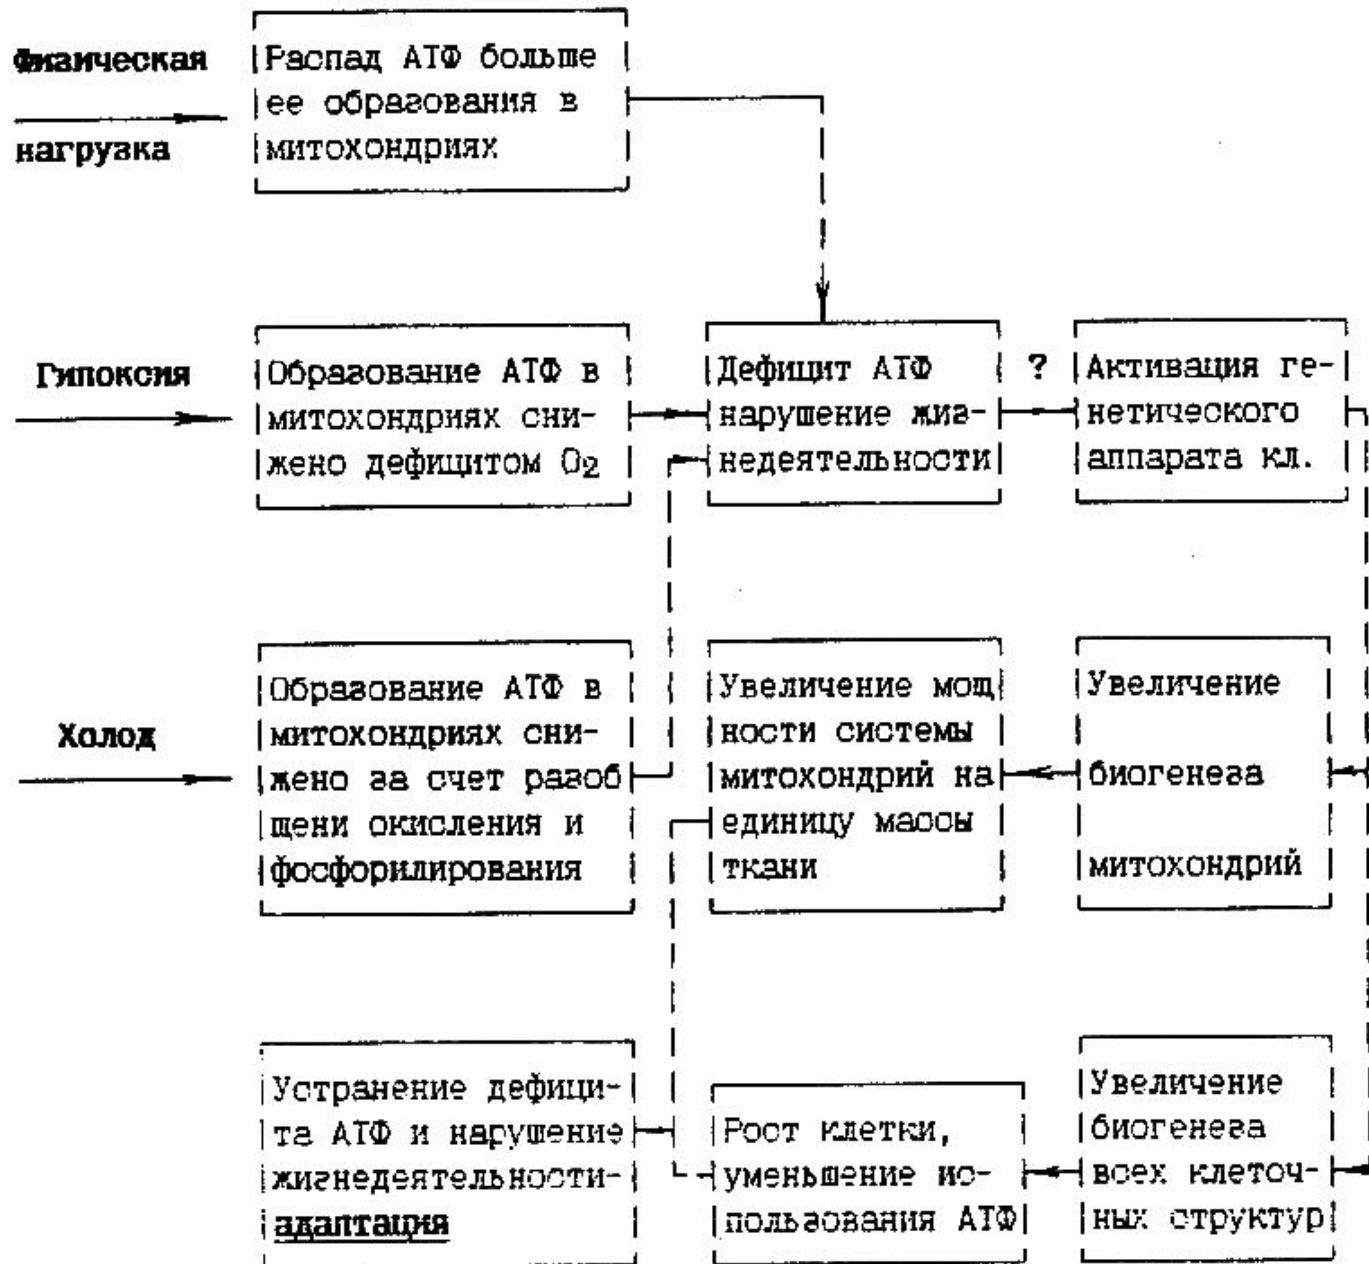 Физическая
нагрузка
Распад АТФ больше
ее образования в
митохондриях
Гипоксия
Образование АТФ в
митохондриях сни-
жено дефицитом O2
Дефицит АТФ
нарушение жиз-
недеятельности
?
Активация ге-
нетического
аппарата кл.
Холод
Образование АТФ в
митохондриях сни-
жено за счет разоб
щени окисления и
фосфорилирования
Увеличение мощ
ности системы
митохондрий на
единицу массы
ткани
Увеличение
биогенеза
митохондрий
Устранение дефици-
та АТФ и нарушение
жизнедеятельности-
адаптация
Рост клетки,
уменьшение ис-
пользования АТФ
Увеличение
биогенеза
всех клеточ-
ных структур